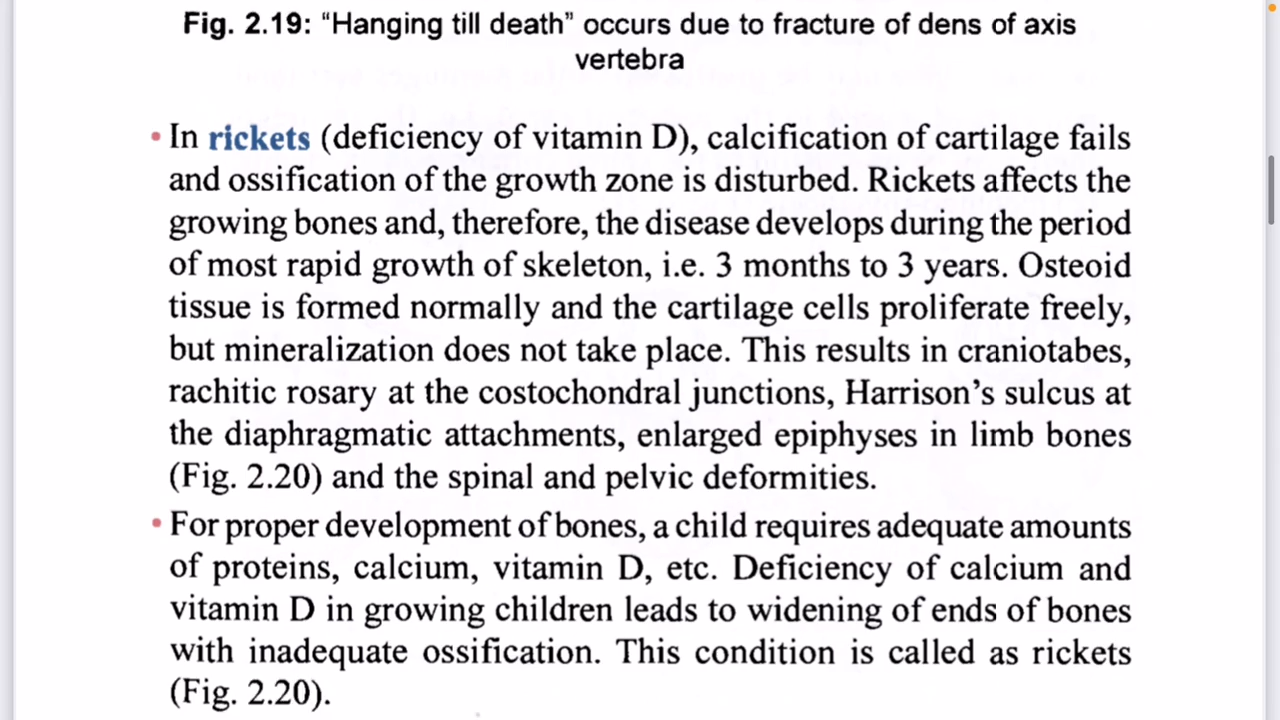 Fig. 2.19: “Hanging till death” occurs due to fracture of dens of axis
vertebra
• In rickets (deficiency of vitamin D), calcification of cartilage fails
and ossification of the growth zone is disturbed. Rickets affects the
growing bones and, therefore, the disease develops during the period
of most rapid growth of skeleton, i.e. 3 months to 3 years. Osteoid
tissue is formed normally and the cartilage cells proliferate freely,
but mineralization does not take place. This results in craniotabes,
rachitic rosary at the costochondral junctions, Harrison’s sulcus at
the diaphragmatic attachments, enlarged epiphyses in limb bones
(Fig. 2.20) and the spinal and pelvic deformities.
• For proper development of bones, a child requires adequate amounts
of proteins, calcium, vitamin D, etc. Deficiency of calcium and
vitamin D in growing children leads to widening of ends of bones
with inadequate ossification. This condition is called as rickets
(Fig. 2.20).